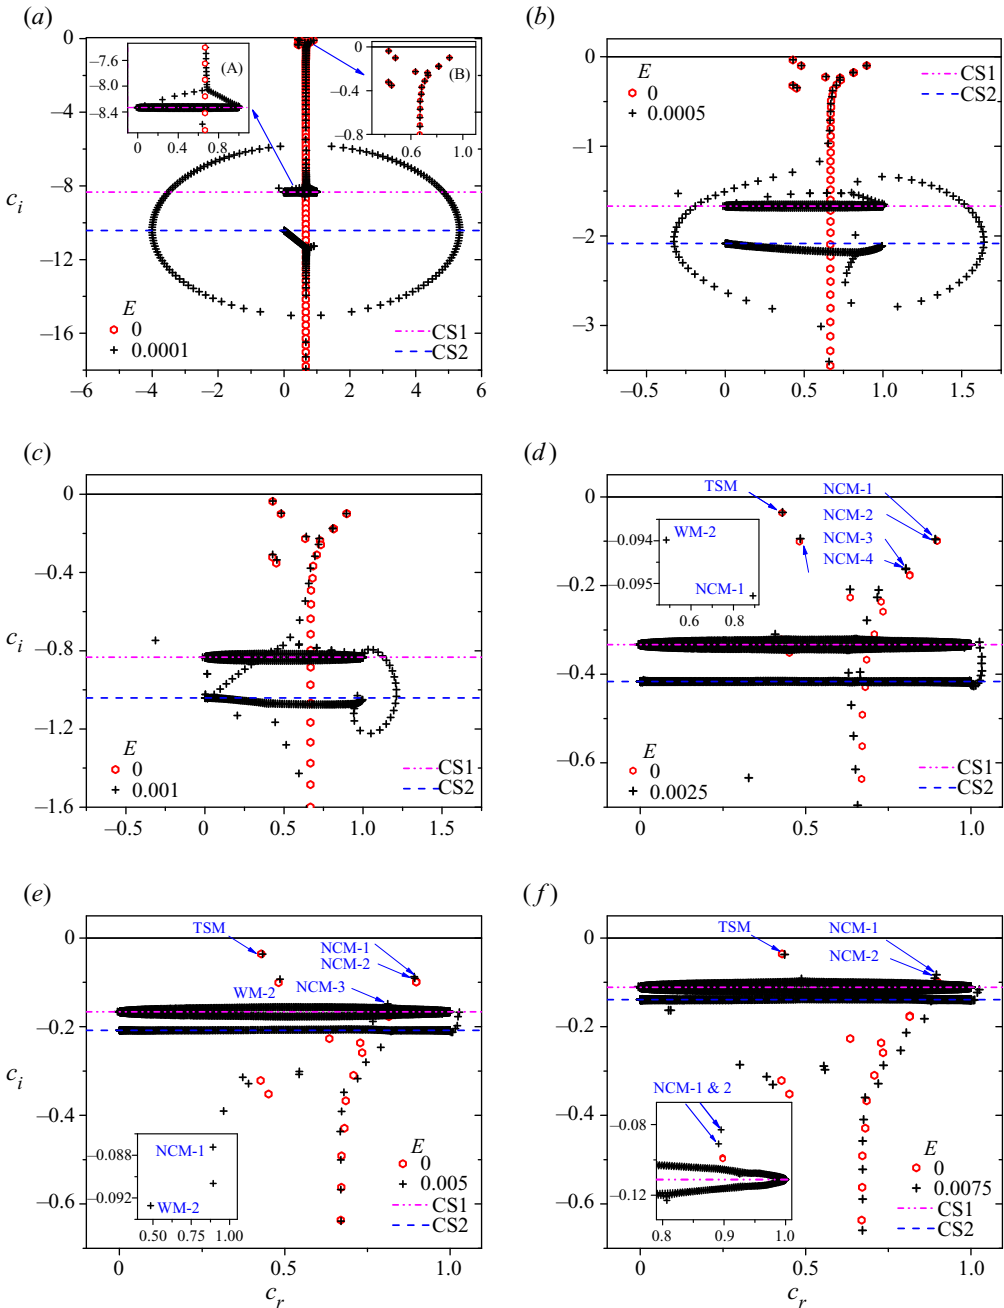 (a)
(b)
0
−4
−8
−12
−16
c_i
−6
−4
−2
0
2
4
6
−7.6
−8.0
−8.4
0
0.4
0.8
(A)
0
−0.4
−0.8
0.6
1.0
(B)
E
0
0.0001
CS1
CS2
0
−1
−2
−3
−0.5
0
0.5
1.0
1.5
E
0
0.0005
CS1
CS2
(c)
(d)
0
−0.4
−0.8
−1.2
−1.6
c_i
−0.5
0
0.5
1.0
1.5
E
0
0.001
CS1
CS2
0
−0.2
−0.4
−0.6
0
0.5
1.0
TSM
NCM-1
NCM-2
NCM-3
NCM-4
−0.094
−0.095
WM-2
NCM-1
0.6
0.8
E
0
0.0025
CS1
CS2
(e)
(f)
0
−0.2
−0.4
−0.6
c_i
0
0.5
1.0
c_r
TSM
NCM-1
NCM-2
WM-2
NCM-3
−0.088
−0.092
NCM-1
WM-2
0.50
0.75
1.00
E
0
0.005
CS1
CS2
0
−0.2
−0.4
−0.6
0
0.5
1.0
c_r
TSM
NCM-1
NCM-2
NCM-1 & 2
−0.08
−0.12
0.8
0.9
1.0
E
0
0.0075
CS1
CS2